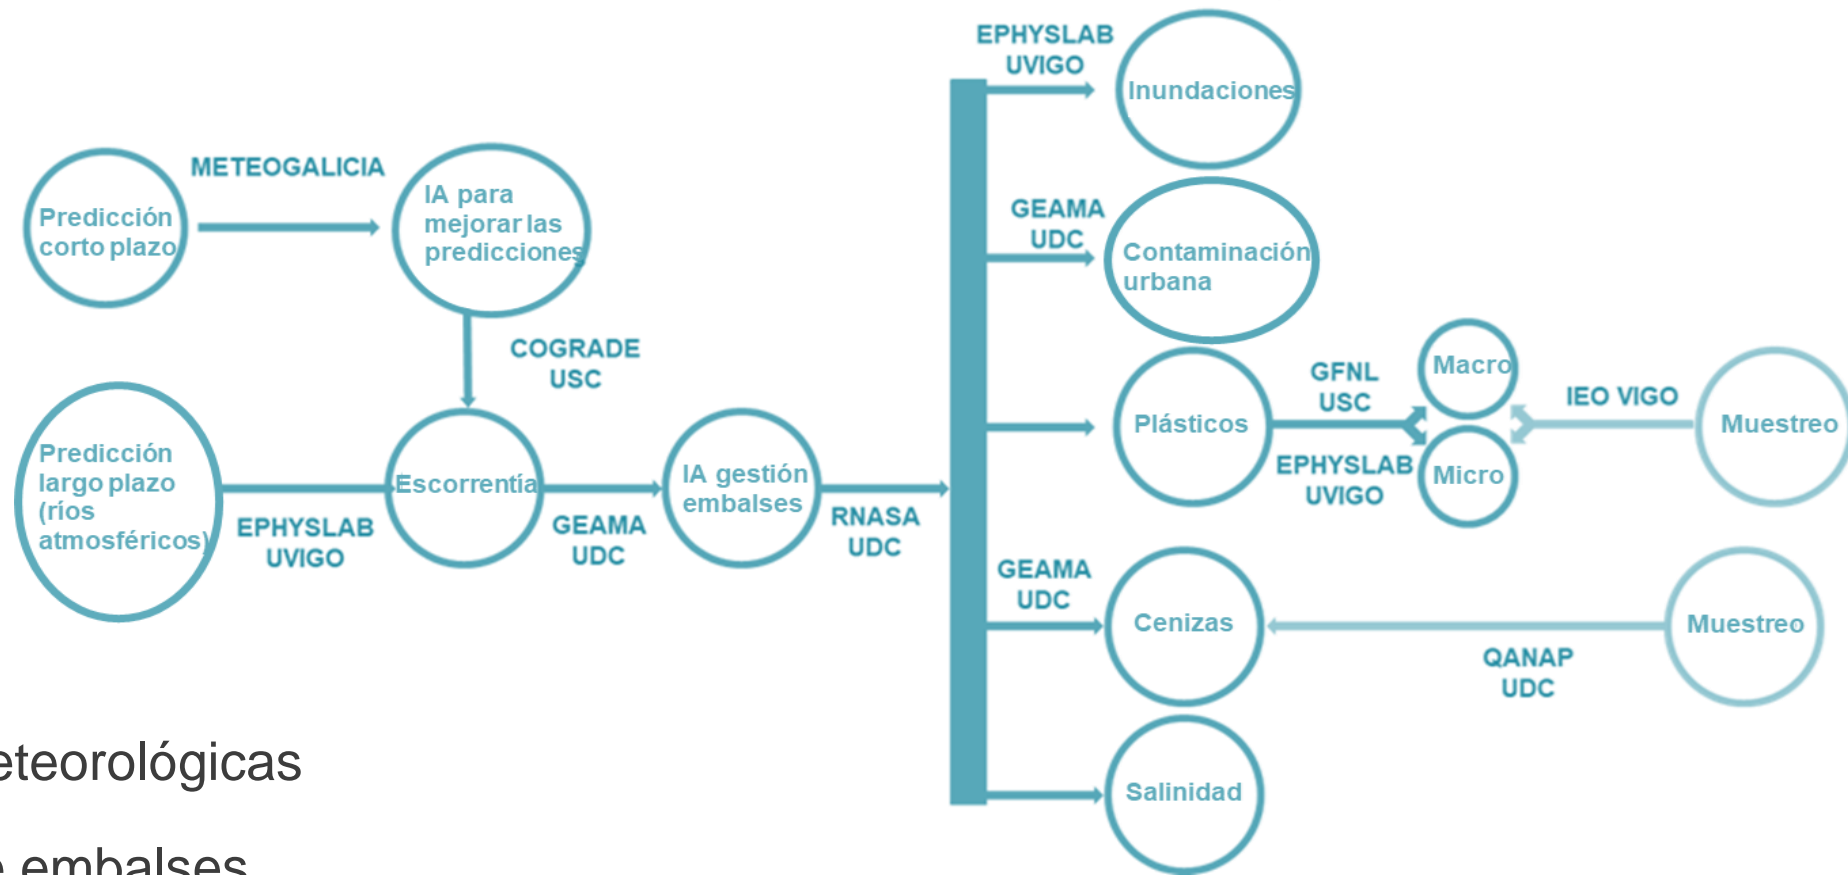 EPHYSLAB
UVIGO
Inundaciones
METEOGALICIA
IA para
mejorar las
predicciones
Predicción
corto plazo
GEAMA
UDC
Contaminación
urbana
COGRADE
USC
Macro
GFNL
USC
IEO VIGO
Plásticos
Muestreo
EPHYSLAB
UVIGO
Micro
Predicción
largo plazo
(ríos
atmosféricos)
EPHYSLAB
UVIGO
Escorrentía
GEAMA
UDC
IA gestión
embalses
RNASA
UDC
GEAMA
UDC
Cenizas
Muestreo
QANAP
UDC
Salinidad
eteorológicas
e embalses